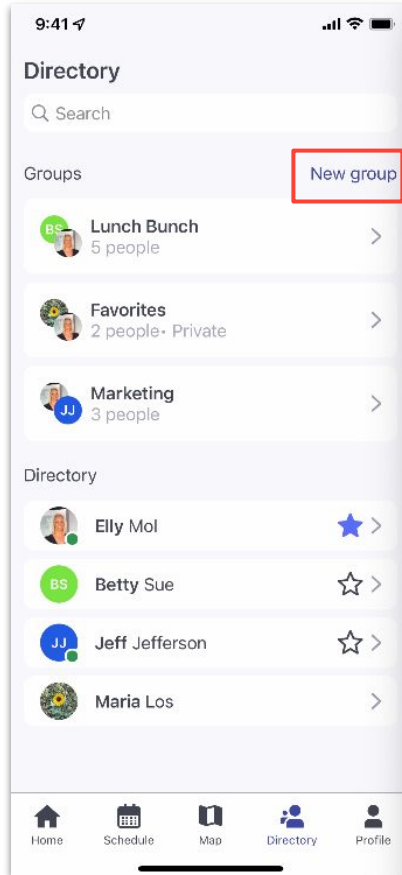 9:41
Directory
Search
Groups New group
BS
Lunch Bunch
5 people
Favorites
2 people• Private
JJ
Marketing
3 people
Directory
Elly Mol
BS Betty Sue
JJ Jeff Jefferson
Maria Los
Home Schedule Map Directory Profile